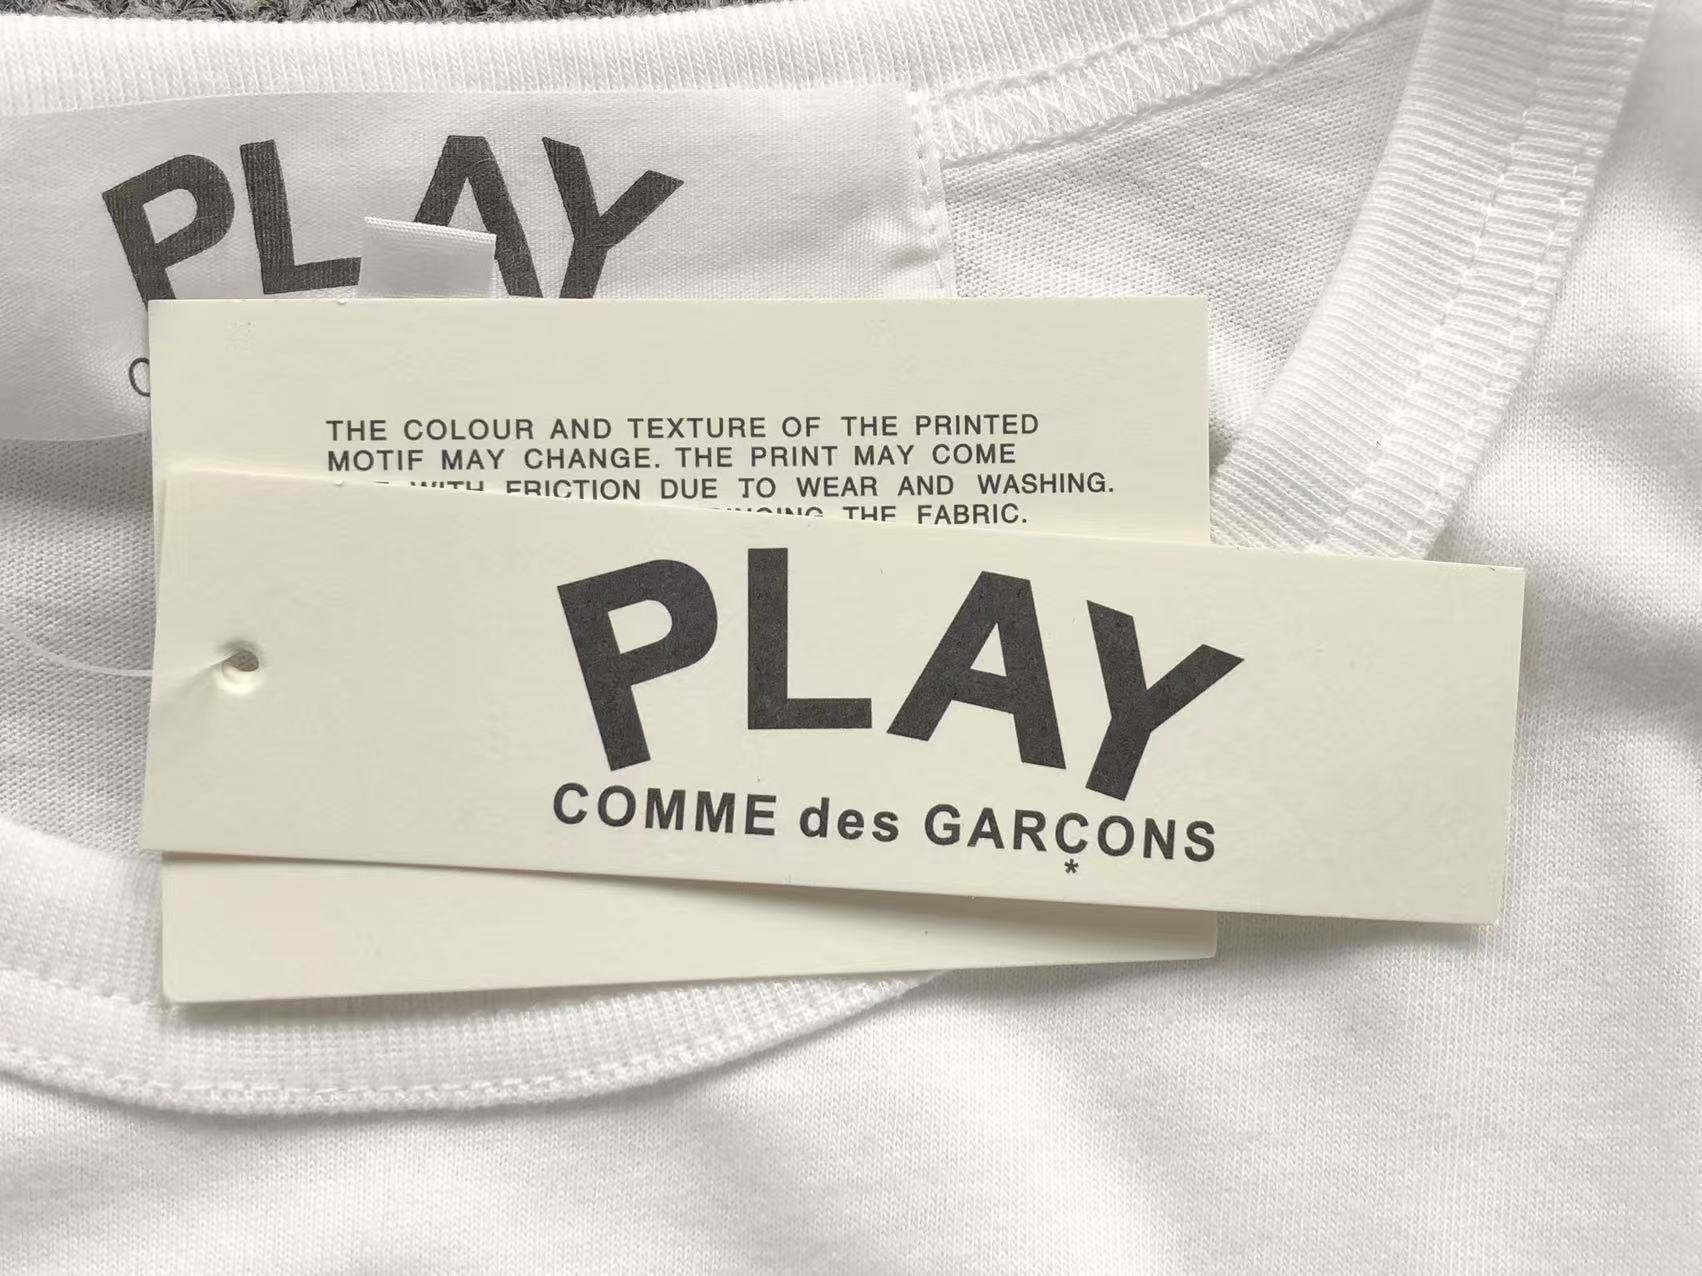 PLAY
THE COLOUR AND TEXTURE OF THE PRINTED
MOTIF MAY CHANGE. THE PRINT MAY COME
WITH FRICTION DUE TO WEAR AND WASHING.
THE FABRIC.
PLAY
COMME des GARÇONS
*